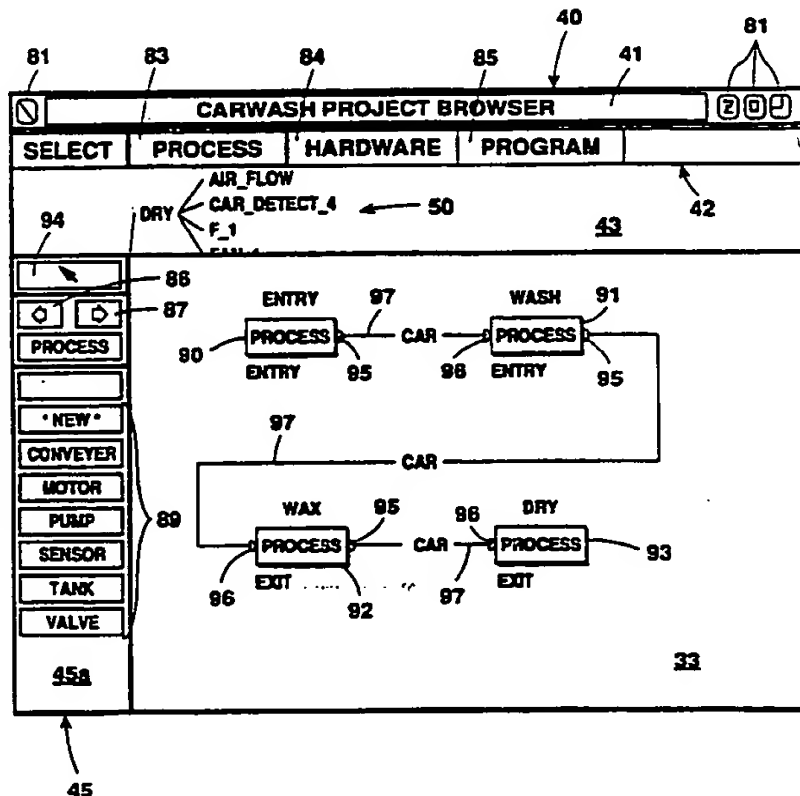 40
81 83 84 85 41 81
CARWASH PROJECT BROWSER
SELECT PROCESS HARDWARE PROGRAM
AIR_FLOW
DRY CAR_DETECT_4 50 43 42
F_1
94
86
87
PROCESS
* NEW *
CONVEYER
MOTOR
PUMP
SENSOR
TANK
VALVE
89
45a
45
ENTRY 97 WASH 91
90 PROCESS CAR PROCESS
ENTRY 95 96 ENTRY 95
97
CAR
WAX 95 96 DRY
PROCESS CAR PROCESS 93
96 EXIT 92 97 EXIT
33